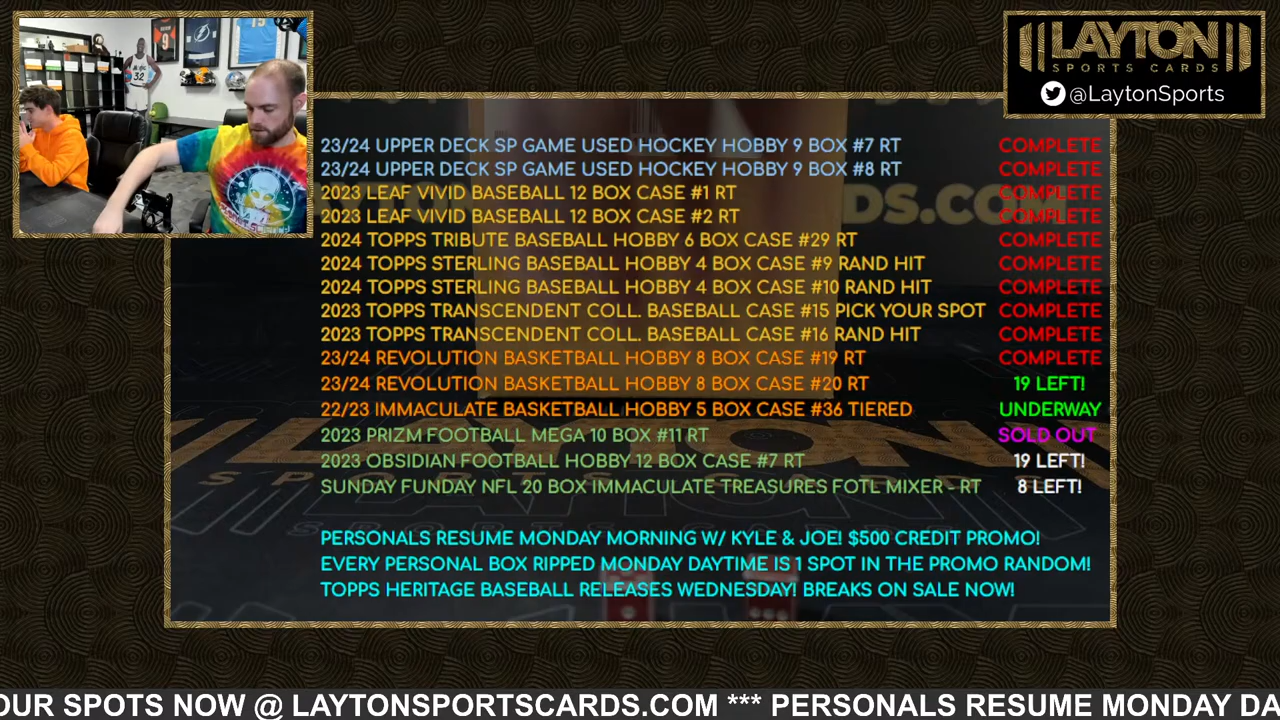 LAYTON
SPORTS CARDS
@LaytonSports
32
9
23/24 UPPER DECK SP GAME USED HOCKEY HOBBY 9 BOX #7 RT COMPLETE
23/24 UPPER DECK SP GAME USED HOCKEY HOBBY 9 BOX #8 RT COMPLETE
2023 LEAF VIVID BASEBALL 12 BOX CASE #1 RT COMPLETE
2023 LEAF VIVID BASEBALL 12 BOX CASE #2 RT COMPLETE
2024 TOPPS TRIBUTE BASEBALL HOBBY 6 BOX CASE #29 RT COMPLETE
2024 TOPPS STERLING BASEBALL HOBBY 4 BOX CASE #9 RAND HIT COMPLETE
2024 TOPPS STERLING BASEBALL HOBBY 4 BOX CASE #10 RAND HIT COMPLETE
2023 TOPPS TRANSCENDENT COLL. BASEBALL CASE #15 PICK YOUR SPOT COMPLETE
2023 TOPPS TRANSCENDENT COLL. BASEBALL CASE #16 RAND HIT COMPLETE
23/24 REVOLUTION BASKETBALL HOBBY 8 BOX CASE #19 RT COMPLETE
23/24 REVOLUTION BASKETBALL HOBBY 8 BOX CASE #20 RT 19 LEFT!
22/23 IMMACULATE BASKETBALL HOBBY 5 BOX CASE #36 TIERED UNDERWAY
2023 PRIZM FOOTBALL MEGA 10 BOX #11 RT SOLD OUT
2023 OBSIDIAN FOOTBALL HOBBY 12 BOX CASE #7 RT 19 LEFT!
SUNDAY FUNDAY NFL 20 BOX IMMACULATE TREASURES FOTL MIXER - RT 8 LEFT!
PERSONALS RESUME MONDAY MORNING W/ KYLE & JOE! $500 CREDIT PROMO!
EVERY PERSONAL BOX RIPPED MONDAY DAYTIME IS 1 SPOT IN THE PROMO RANDOM!
TOPPS HERITAGE BASEBALL RELEASES WEDNESDAY! BREAKS ON SALE NOW!
OUR SPOTS NOW @ LAYTONSPORTSCARDS.COM *** PERSONALS RESUME MONDAY DA